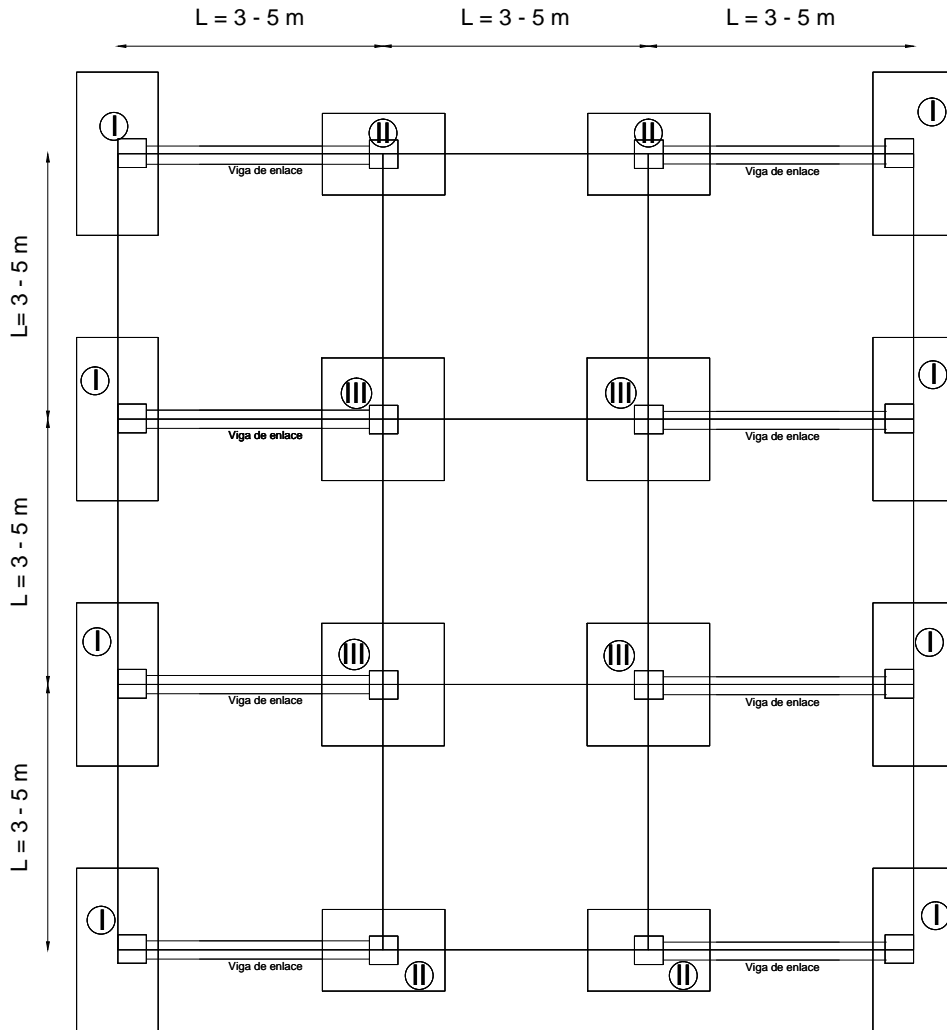 L = 3 - 5 m
L = 3 - 5 m
L = 3 - 5 m
I
II
II
I
Viga de enlace
Viga de enlace
L= 3 - 5 m
I
III
III
I
Viga de enlace
Viga de enlace
L = 3 - 5 m
I
III
III
I
Viga de enlace
Viga de enlace
L = 3 - 5 m
I
I
Viga de enlace
II
II
Viga de enlace